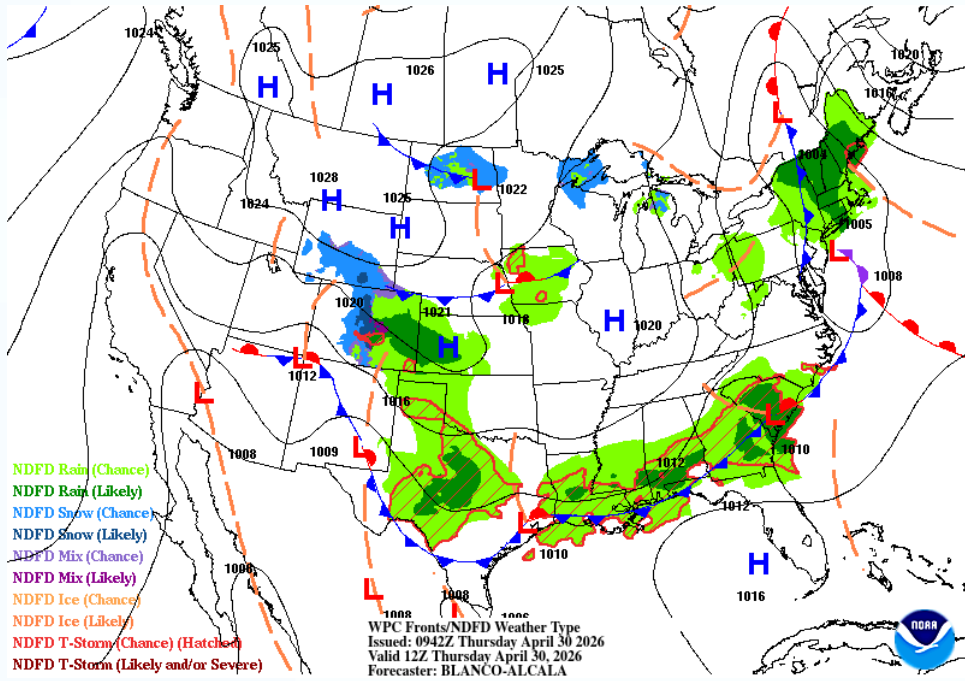 1024
1025
H
1026
H
H
1025
1020
1016
L
1004
1028
H
1025
L
1022
1024
H
1005
L
1008
1020
1021
L
1018
H
1020
H
L
1012
L
1016
L
1010
1008
1009
L
1012
L
1010
1012
H
1016
1006
L
1008
1008
L
1006
NDFD Rain (Chance)
NDFD Rain (Likely)
NDFD Snow (Chance)
NDFD Snow (Likely)
NDFD Mix (Chance)
NDFD Mix (Likely)
NDFD Ice (Chance)
NDFD Ice (Likely)
NDFD T-Storm (Chance) (Hatched)
NDFD T-Storm (Likely and/or Severe)
WPC Fronts/NDFD Weather Type
Issued: 0942Z Thursday April 30 2026
Valid 12Z Thursday April 30, 2026
Forecaster: BLANCO-ALCALA
NOAA